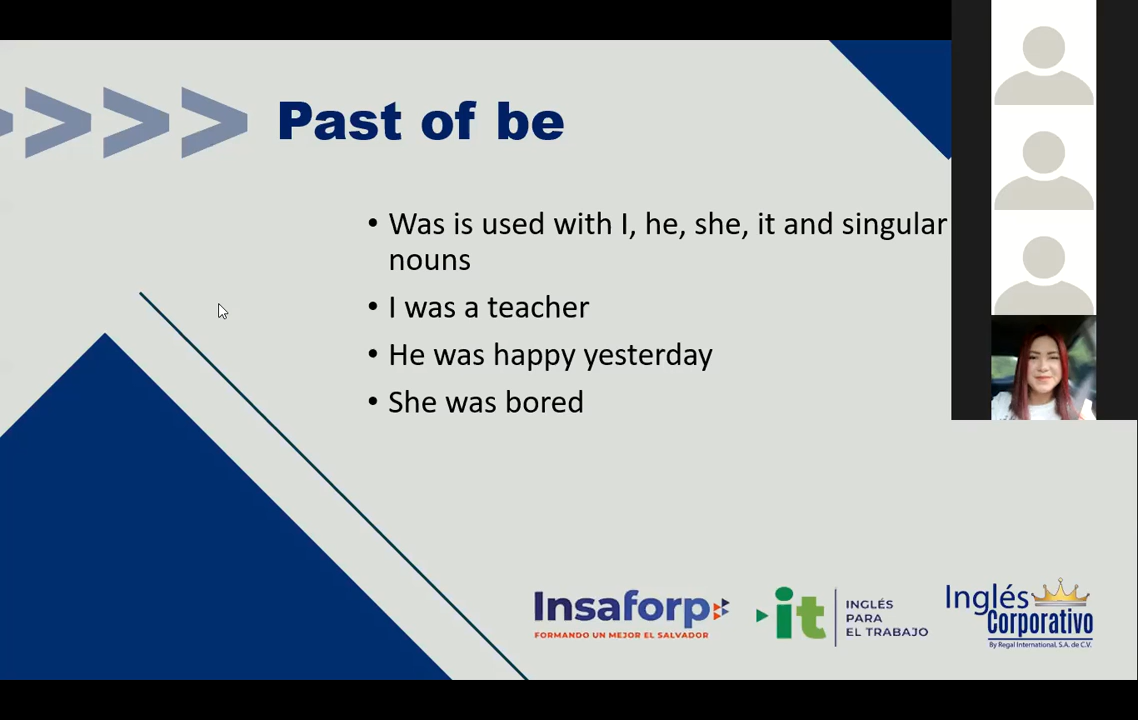 Past of be
• Was is used with I, he, she, it and singular
nouns
• I was a teacher
• He was happy yesterday
• She was bored
Insaforp
FORMANDO UN MEJOR EL SALVADOR
it
INGLÉS
PARA
EL TRABAJO
Inglés
Corporativo
By Regal International, S.A. de C.V.